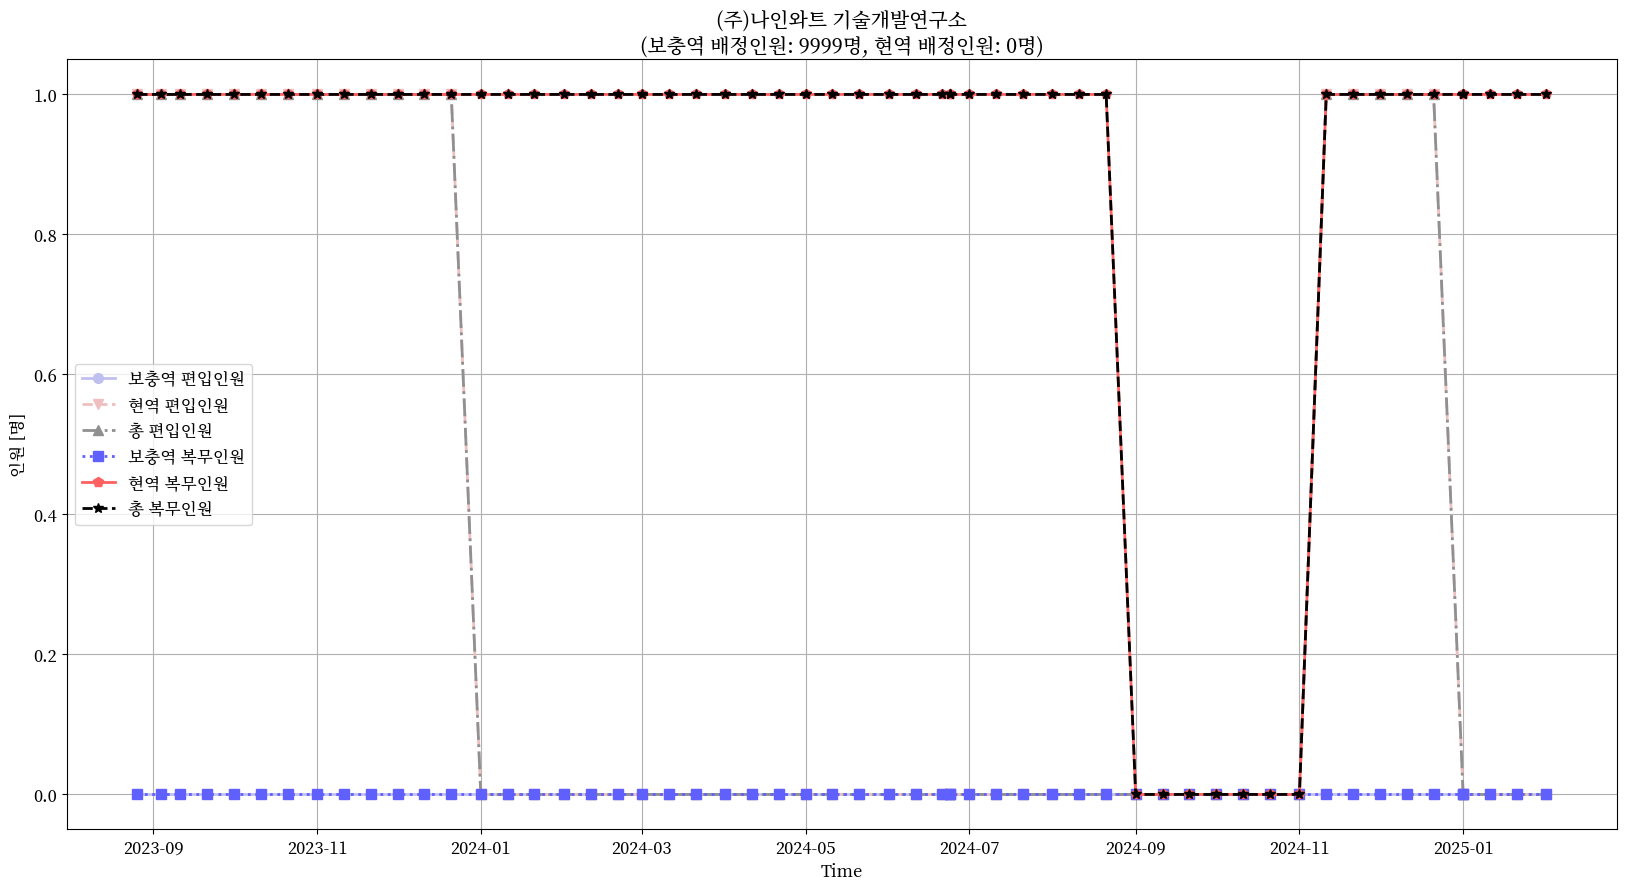 (주)나인와트 기술개발연구소
(보충역 배정인원: 9999명, 현역 배정인원: 0명)
1.0
0.8
0.6
0.4
0.2
0.0
인원 [명]
보충역 편입인원
현역 편입인원
총 편입인원
보충역 복무인원
현역 복무인원
총 복무인원
2023-09
2023-11
2024-01
2024-03
2024-05
2024-07
2024-09
2024-11
2025-01
Time